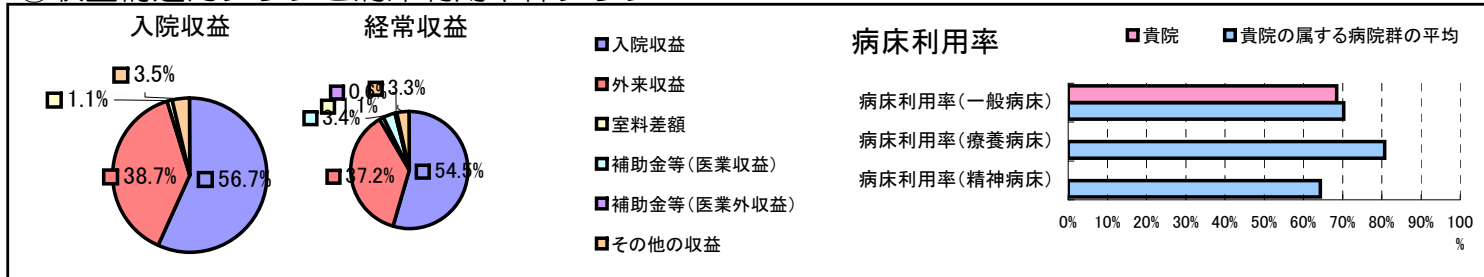 入院収益
経常収益
3.5%
1.1%
38.7%
56.7%
3.3%
1.1%
3.4%
37.2%
54.5%
入院収益
外来収益
室料差額
補助金等(医業収益)
補助金等(医業外収益)
その他の収益
病床利用率
貴院
貴院の属する病院群の平均
病床利用率(一般病床)
病床利用率(療養病床)
病床利用率(精神病床)
0% 10% 20% 30% 40% 50% 60% 70% 80% 90% 100
%